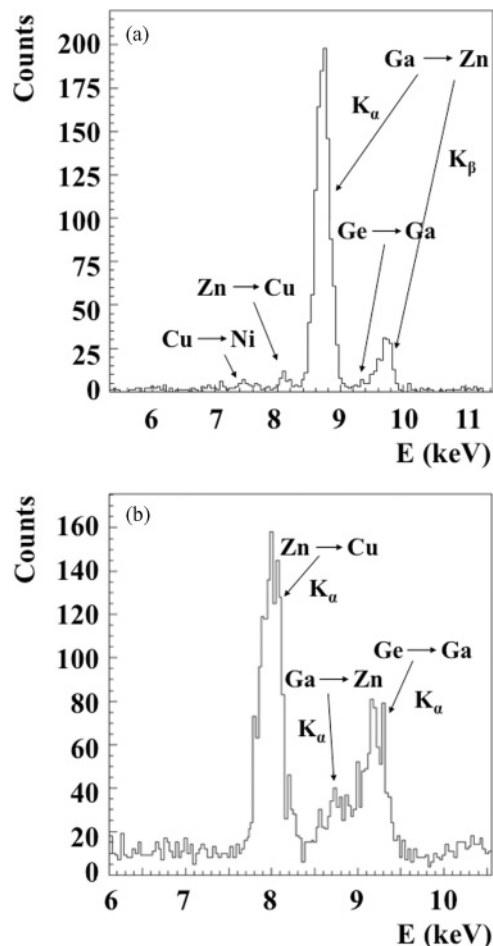 Counts
(a)
200
175
150
125
100
75
50
25
0
Ga → Zn
Kα
Kβ
Ge → Ga
Zn → Cu
Cu → Ni
6 7 8 9 10 11
E (keV)
Counts
(b)
160
140
120
100
80
60
40
20
0
Zn → Cu
Kα
Ge → Ga
Ga → Zn
Kα
Kα
6 7 8 9 10
E (keV)